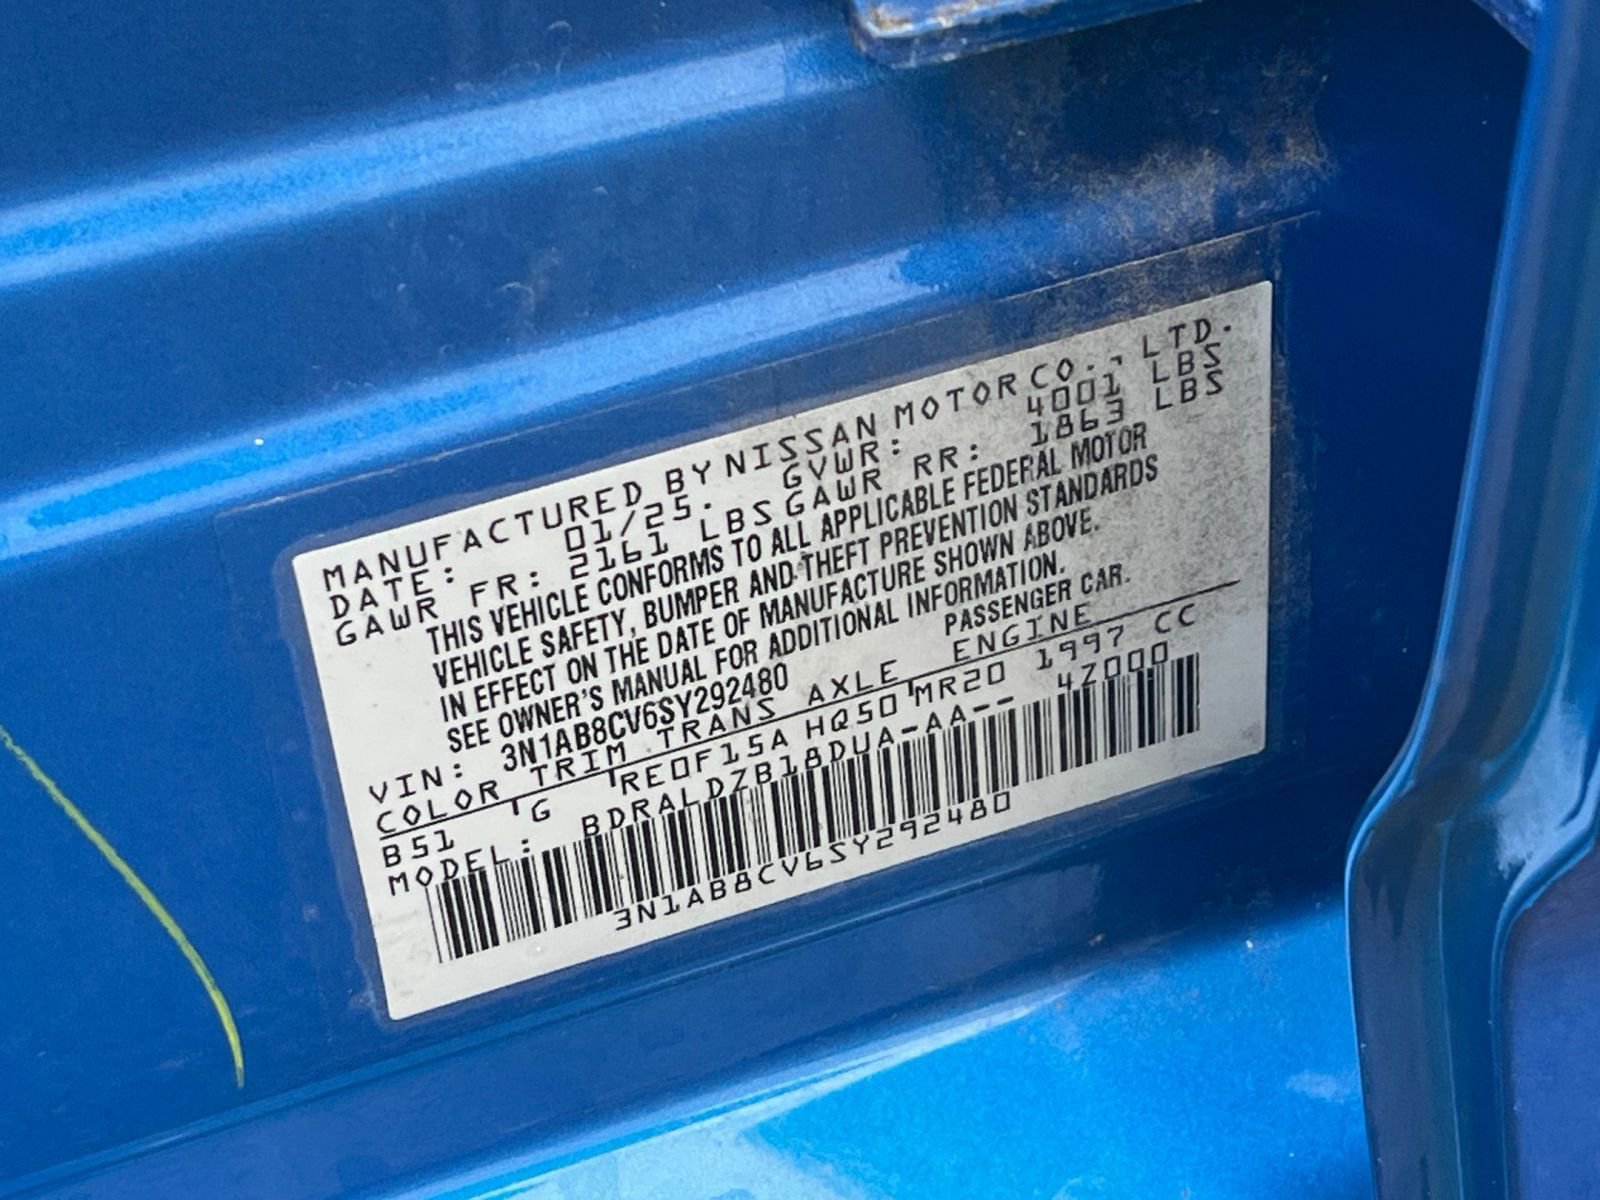 MANUFACTURED BY NISSAN MOTOR CO., LTD.
DATE: 01/25. GVWR: 4001 LBS
GAWR FR: 2161 LBS GAWR RR: 1863 LBS
THIS VEHICLE CONFORMS TO ALL APPLICABLE FEDERAL MOTOR
VEHICLE SAFETY, BUMPER AND THEFT PREVENTION STANDARDS
IN EFFECT ON THE DATE OF MANUFACTURE SHOWN ABOVE.
SEE OWNER'S MANUAL FOR ADDITIONAL INFORMATION.
VIN: 3N1AB8CV6SY292480 PASSENGER CAR.
COLOR TRIM TRANS AXLE ENGINE
B51 G RE0F15A HQ50 MR20 1997 CC
MODEL: BDRALDZB18DUA-AA-- 4Z000
3N1AB8CV6SY292480